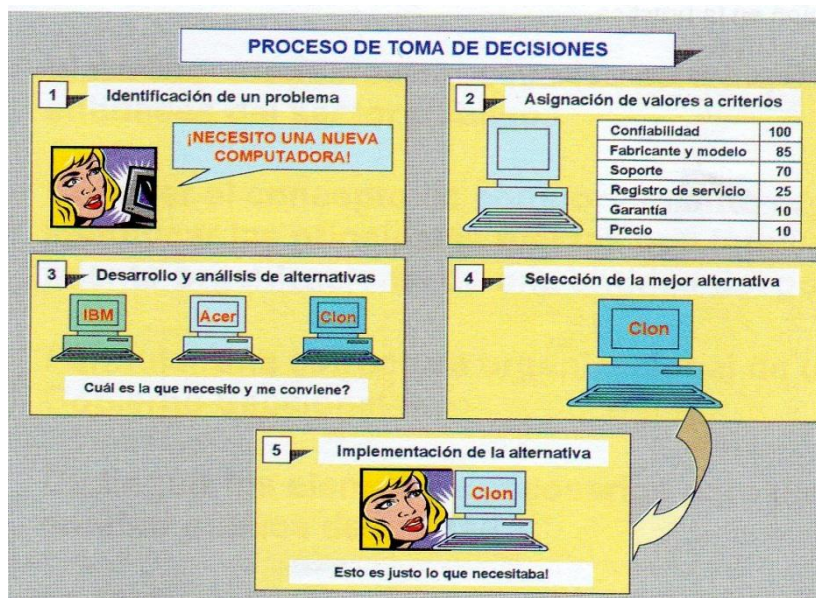 PROCESO DE TOMA DE DECISIONES
1
Identificación de un problema
¡NECESITO UNA NUEVA
COMPUTADORA!
2
Asignación de valores a criterios
Confiabilidad 100
Fabricante y modelo 85
Soporte 70
Registro de servicio 25
Garantía 10
Precio 10
3
Desarrollo y análisis de alternativas
IBM
Acer
Clon
Cuál es la que necesito y me conviene?
4
Selección de la mejor alternativa
Clon
5
Implementación de la alternativa
Clon
Esto es justo lo que necesitaba!